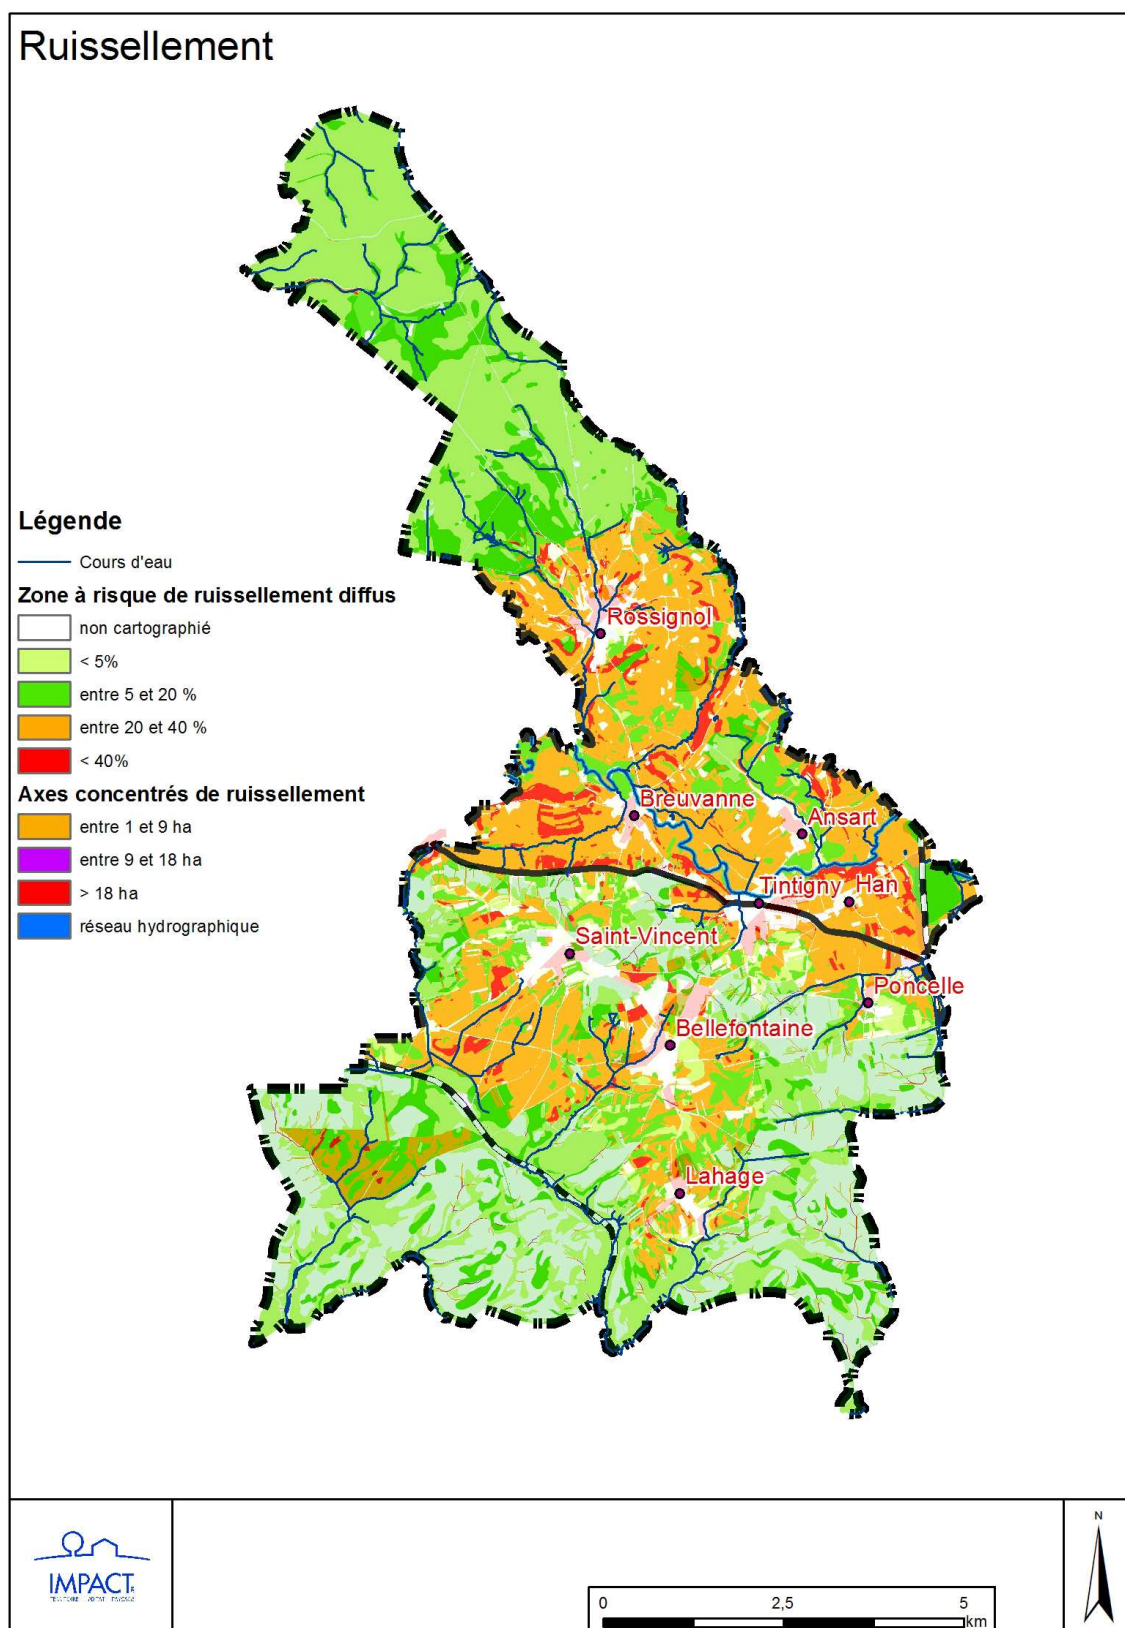 Ruissellement
Légende
Cours d'eau
Zone à risque de ruissellement diffus
non cartographié
< 5%
entre 5 et 20 %
entre 20 et 40 %
< 40%
Axes concentrés de ruissellement
entre 1 et 9 ha
entre 9 et 18 ha
> 18 ha
réseau hydrographique
Rossignol
Breuvanne
Ansart
Tintigny Han
Saint-Vincent
Poncelle
Bellefontaine
Lahage
IMPACT
N
0 2,5 5
km